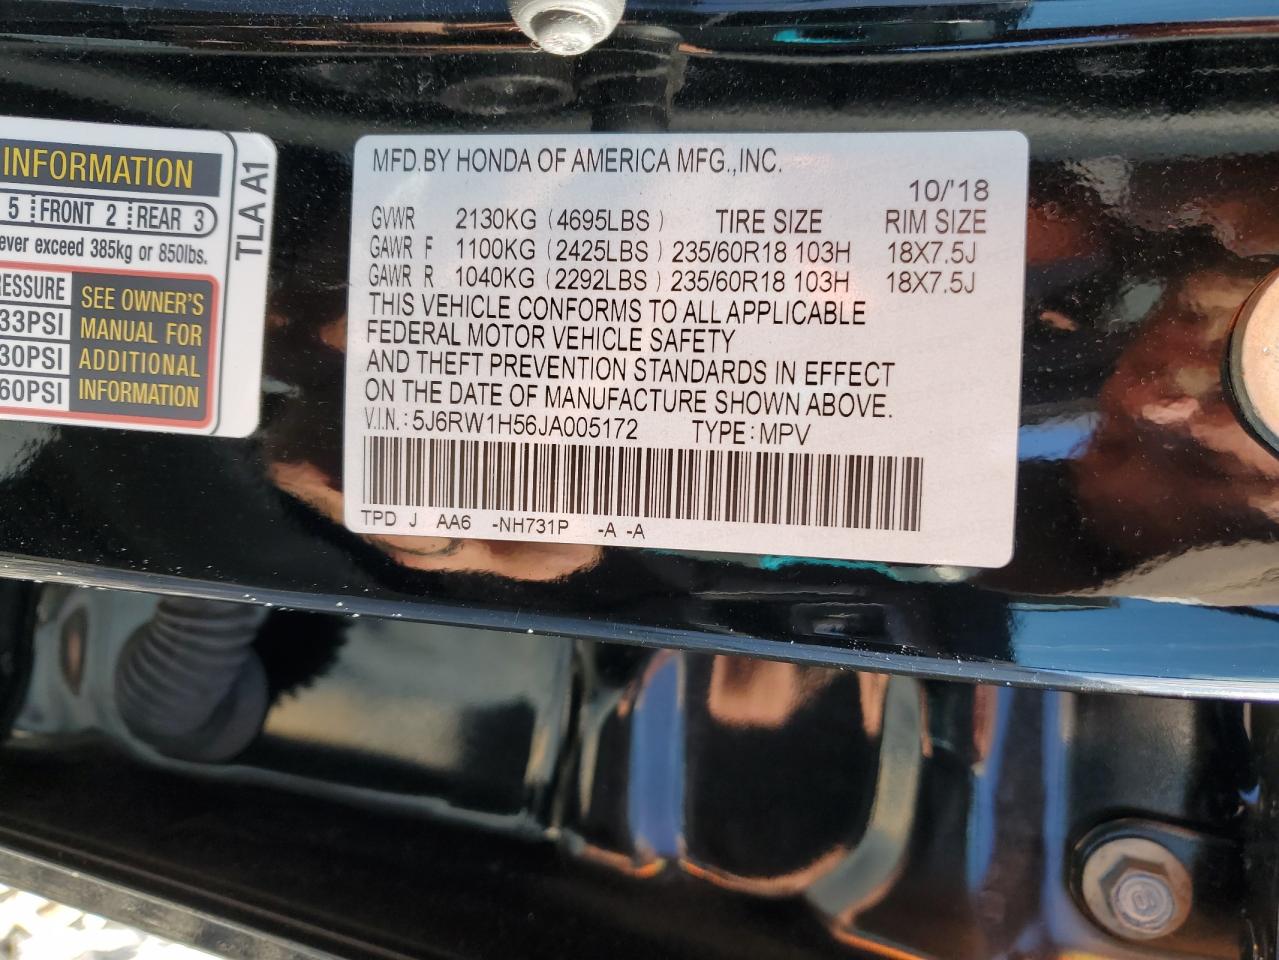 INFORMATION
5 FRONT 2 REAR 3
ever exceed 385kg or 850lbs.
RESSURE
33PSI
30PSI
60PSI
SEE OWNER'S
MANUAL FOR
ADDITIONAL
INFORMATION
TLA A1
MFD.BY HONDA OF AMERICA MFG.,INC.
10/'18
GVWR 2130KG (4695LBS) TIRE SIZE RIM SIZE
GAWR F 1100KG (2425LBS) 235/60R18 103H 18X7.5J
GAWR R 1040KG (2292LBS) 235/60R18 103H 18X7.5J
THIS VEHICLE CONFORMS TO ALL APPLICABLE
FEDERAL MOTOR VEHICLE SAFETY
AND THEFT PREVENTION STANDARDS IN EFFECT
ON THE DATE OF MANUFACTURE SHOWN ABOVE.
V.I.N.: 5J6RW1H56JA005172 TYPE:MPV
TPD J AA6 -NH731P -A -A